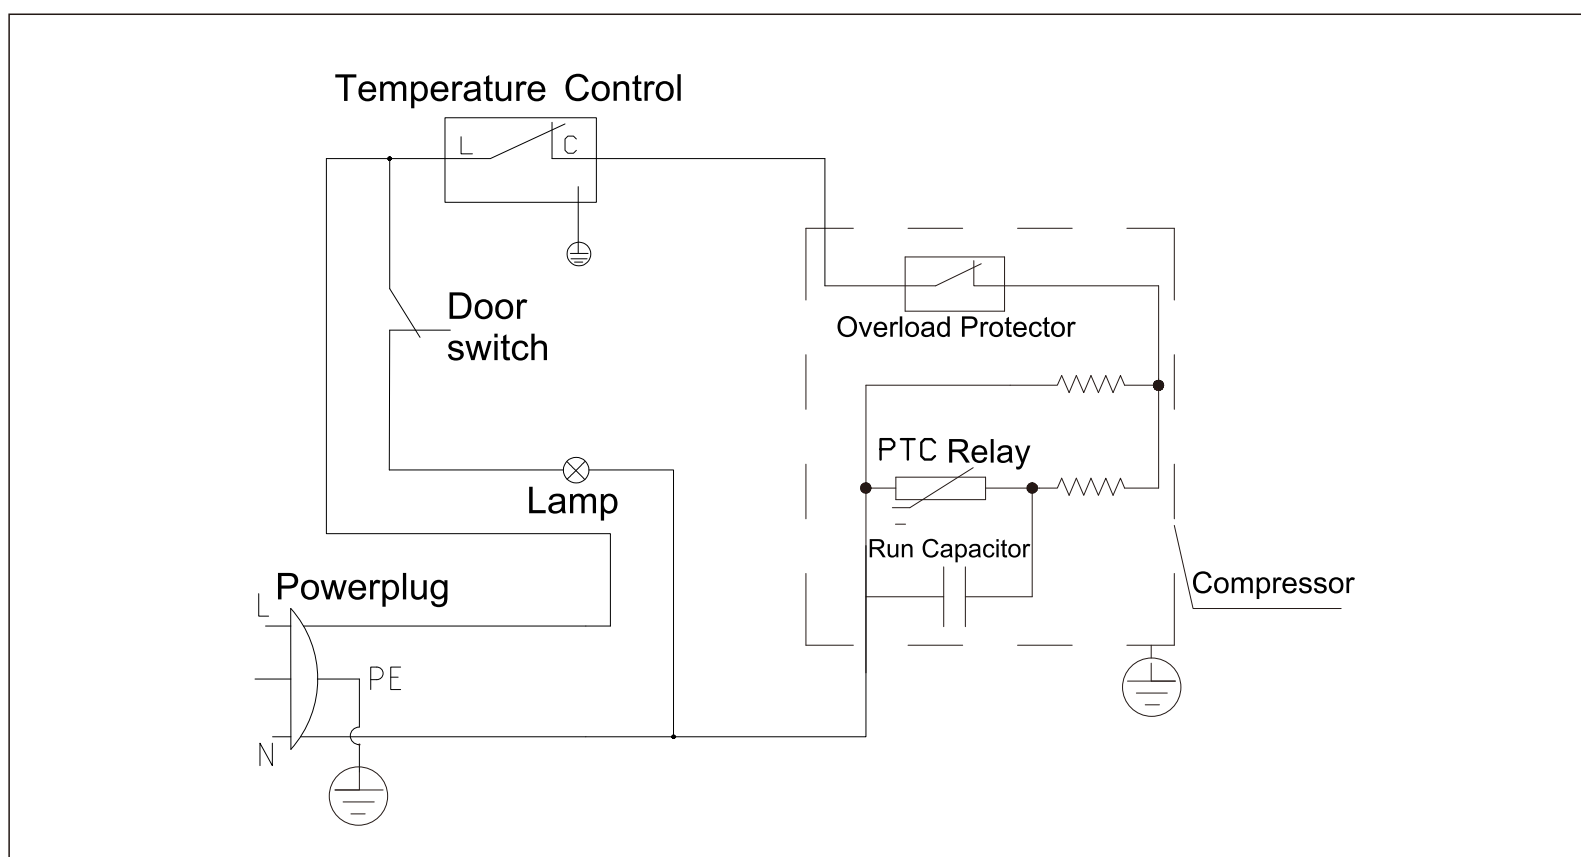 Temperature Control
L C
Door
switch
Overload Protector
PTC Relay
Lamp
Run Capacitor
Powerplug
Compressor
L
PE
N